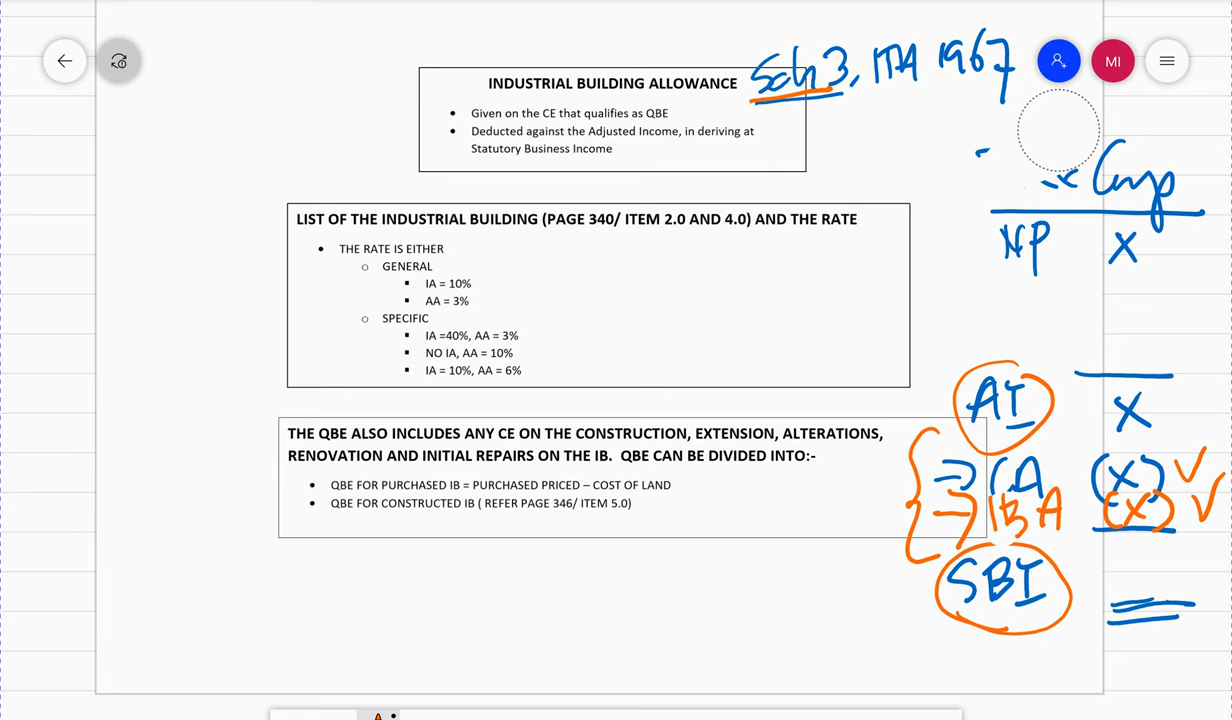 Sch 3, ITA 1967
MI
INDUSTRIAL BUILDING ALLOWANCE
• Given on the CE that qualifies as QBE
• Deducted against the Adjusted Income, in deriving at
Statutory Business Income
LIST OF THE INDUSTRIAL BUILDING (PAGE 340/ ITEM 2.0 AND 4.0) AND THE RATE
• THE RATE IS EITHER
o GENERAL
▪ IA = 10%
▪ AA = 3%
o SPECIFIC
▪ IA =40%, AA = 3%
▪ NO IA, AA = 10%
▪ IA = 10%, AA = 6%
THE QBE ALSO INCLUDES ANY CE ON THE CONSTRUCTION, EXTENSION, ALTERATIONS,
RENOVATION AND INITIAL REPAIRS ON THE IB. QBE CAN BE DIVIDED INTO:-
• QBE FOR PURCHASED IB = PURCHASED PRICED – COST OF LAND
• QBE FOR CONSTRUCTED IB ( REFER PAGE 346/ ITEM 5.0)
NP X
AI X
⇒ CA (X) √
⇒ IBA (X) √
SBI